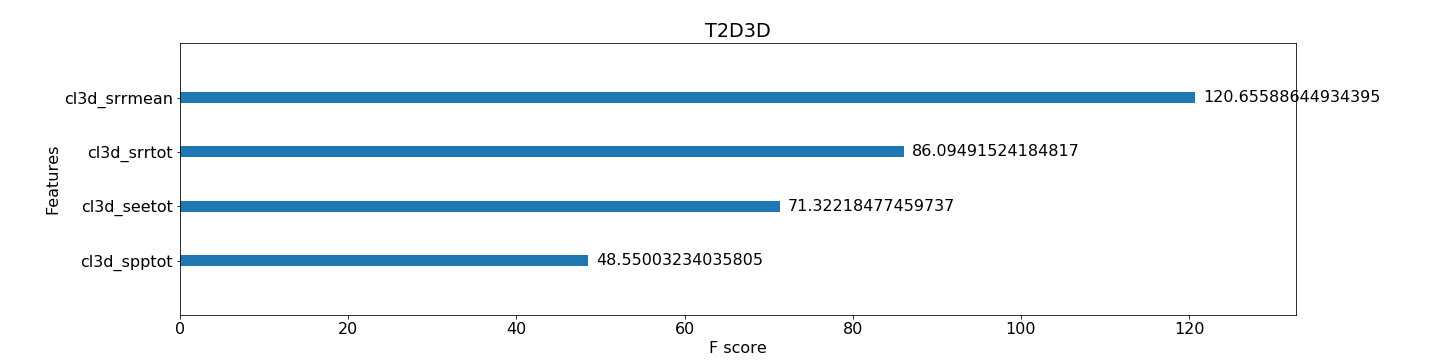 T2D3D
Features
cl3d_srrmean 120.65588644934395
cl3d_srrtot 86.09491524184817
cl3d_seetot 71.32218477459737
cl3d_spptot 48.55003234035805
0 20 40 60 80 100 120
F score